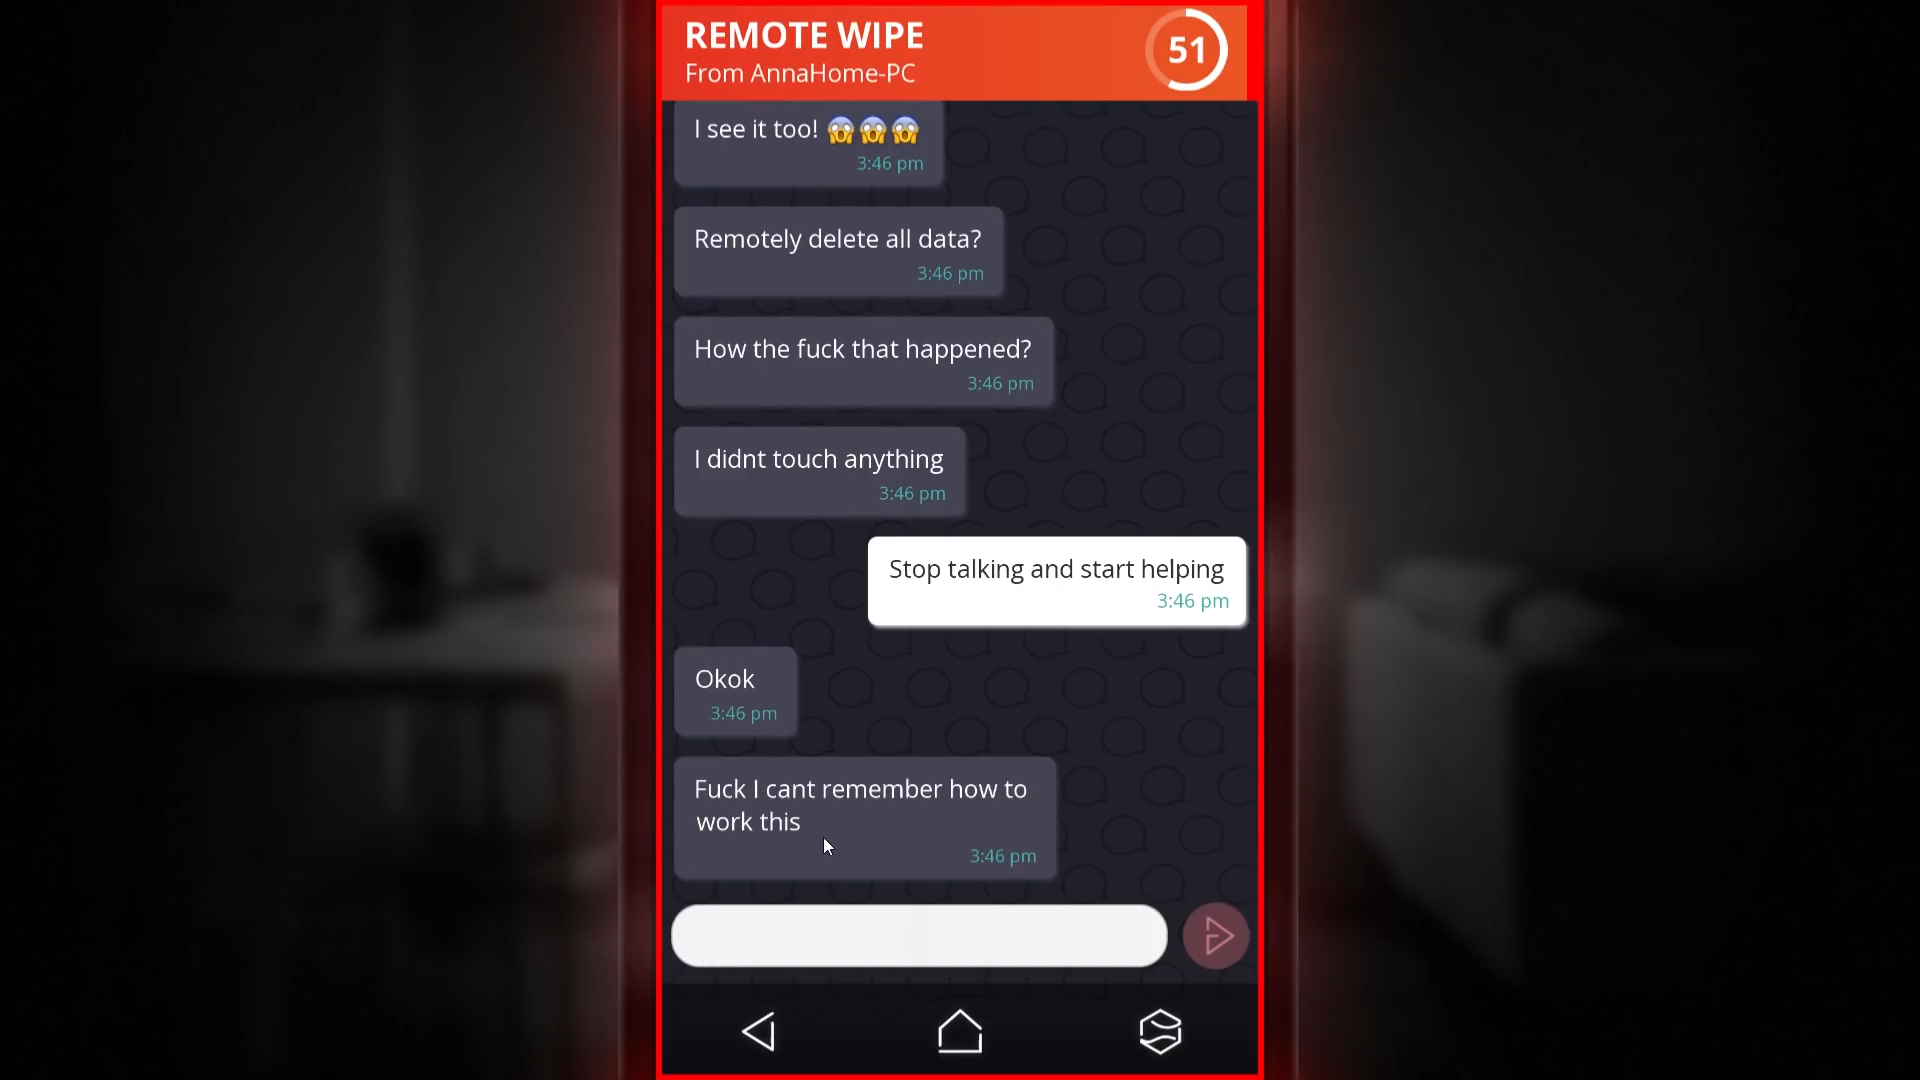 REMOTE WIPE
From AnnaHome-PC
51
I see it too! 😱😱😱
3:46 pm
Remotely delete all data?
3:46 pm
How the fuck that happened?
3:46 pm
I didnt touch anything
3:46 pm
Stop talking and start helping
3:46 pm
Okok
3:46 pm
Fuck I cant remember how to
work this
3:46 pm